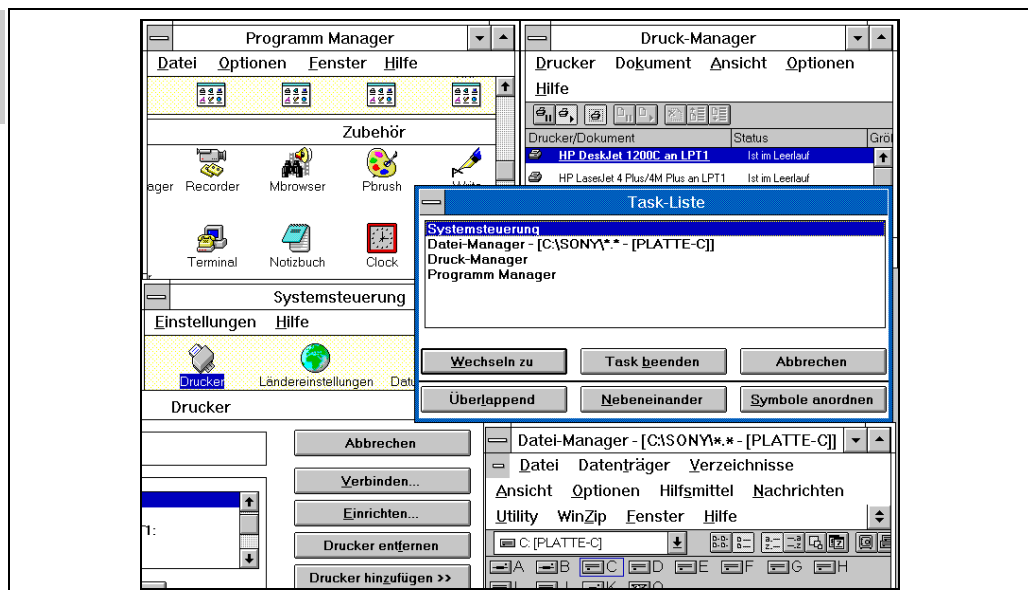 Programm Manager
Datei Optionen Fenster Hilfe
Zubehör
ager Recorder Mbrowser Pbrush Write
Terminal Notizbuch Clock
Druck-Manager
Drucker Dokument Ansicht Optionen
Hilfe
Drucker/Dokument Status Größ
HP DeskJet 1200C an LPT1 Ist im Leerlauf
HP LaserJet 4 Plus/4M Plus an LPT1 Ist im Leerlauf
Task-Liste
Systemsteuerung
Datei-Manager - [C:\SONY\*.* - [PLATTE-C]]
Druck-Manager
Programm Manager
Wechseln zu Task beenden Abbrechen
Überlappend Nebeneinander Symbole anordnen
Systemsteuerung
Einstellungen Hilfe
Drucker Ländereinstellungen Datu
Drucker
Abbrechen
Verbinden...
Einrichten...
1:
Drucker entfernen
Drucker hinzufügen >>
Datei-Manager - [C:\SONY\*.* - [PLATTE-C]]
Datei Datenträger Verzeichnisse
Ansicht Optionen Hilfsmittel Nachrichten
Utility WinZip Fenster Hilfe
C: [PLATTE-C]
A B C D E F G H